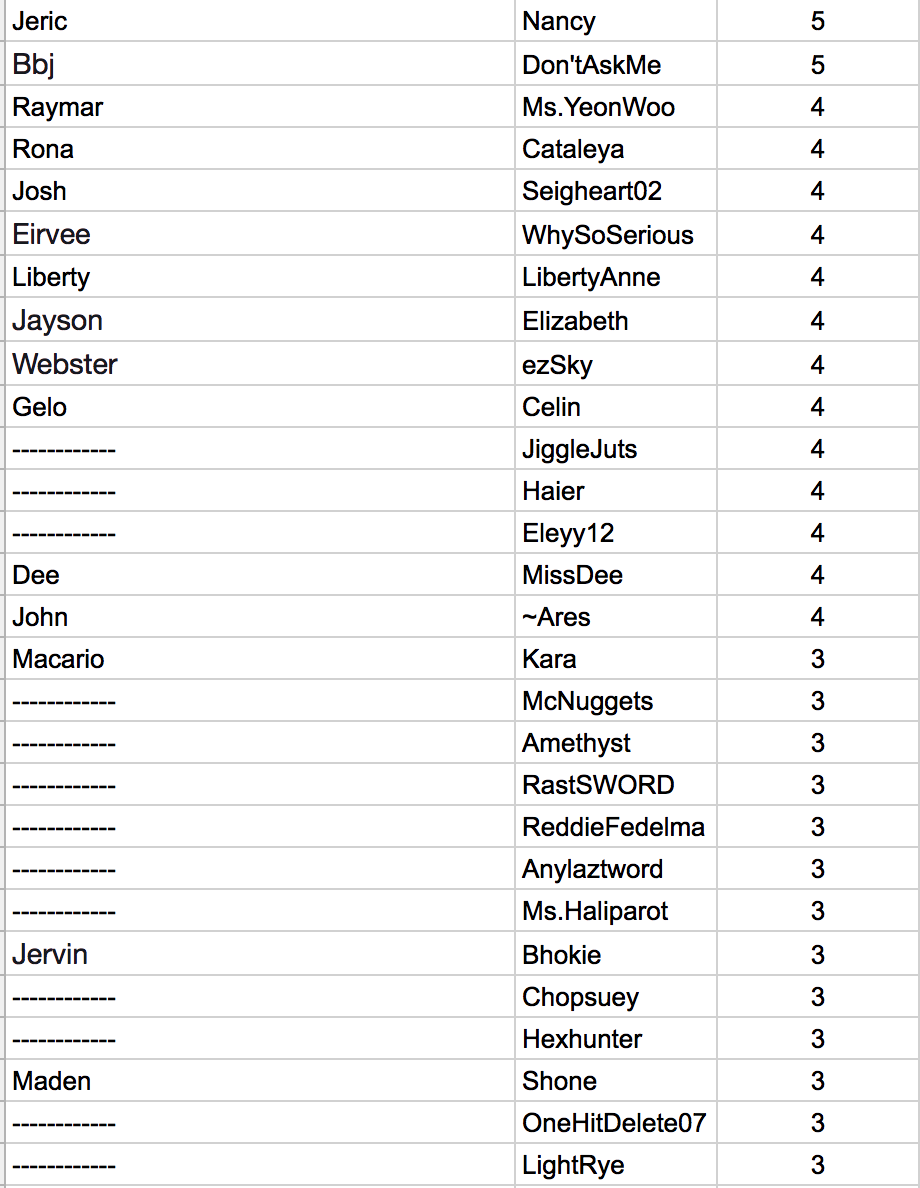 Jeric Nancy 5
Bbj Don'tAskMe 5
Raymar Ms.YeonWoo 4
Rona Cataleya 4
Josh Seigheart02 4
Eirvee WhySoSerious 4
Liberty LibertyAnne 4
Jayson Elizabeth 4
Webster ezSky 4
Gelo Celin 4
------------ JiggleJuts 4
------------ Haier 4
------------ Eleyy12 4
Dee MissDee 4
John ~Ares 4
Macario Kara 3
------------ McNuggets 3
------------ Amethyst 3
------------ RastSWORD 3
------------ ReddieFedelma 3
------------ Anylaztword 3
------------ Ms.Haliparot 3
Jervin Bhokie 3
------------ Chopsuey 3
------------ Hexhunter 3
Maden Shone 3
------------ OneHitDelete07 3
------------ LightRye 3